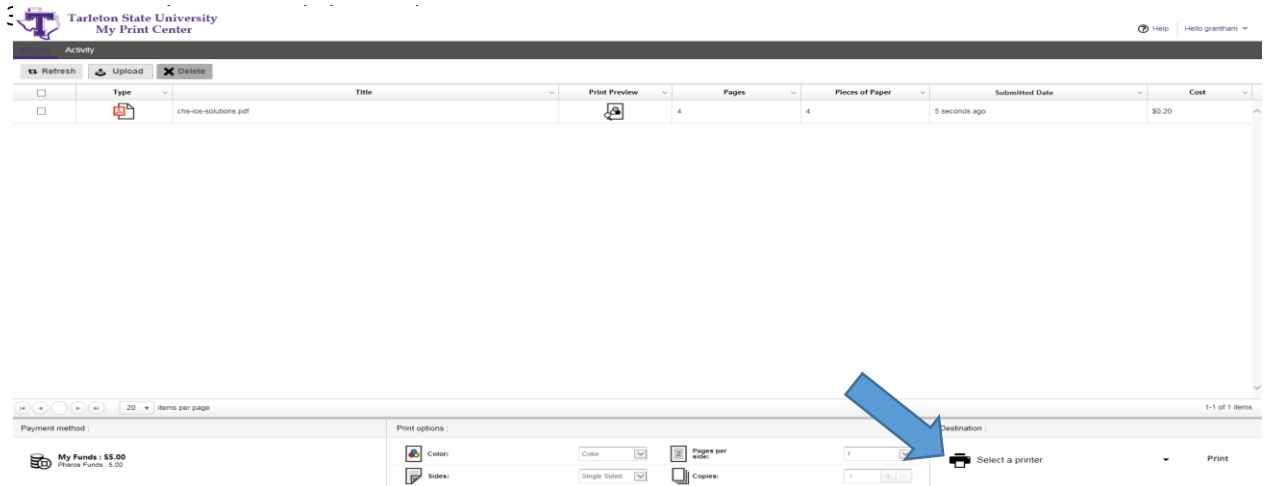 Tarleton State University
My Print Center
Help Hello grantham
Job List Activity
Refresh Upload Delete
Type Title Print Preview Pages Pieces of Paper Submitted Date Cost
chs-ios-solutions.pdf 4 4 5 seconds ago $0.20
20 items per page 1-1 of 1 items
Payment method : Print options : Destination :
My Funds : $5.00 Color: Color Pages per side: 1 Select a printer Print
Pharos Funds : 5.00
Sides: Single Sided Copies: 1